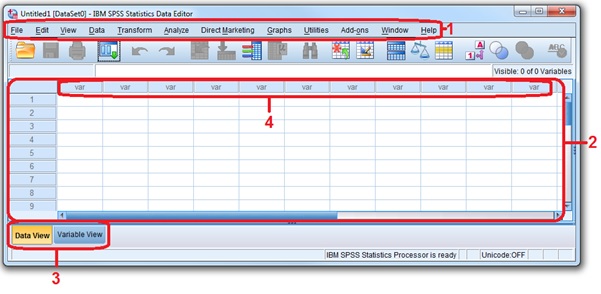 Untitled1 [DataSet0] - IBM SPSS Statistics Data Editor
File Edit View Data Transform Analyze Direct Marketing Graphs Utilities Add-ons Window Help 1
1 A
ABC
Visible: 0 of 0 Variables
var var var var var var var var var var
4
1
2
3
4
5
6
7
8
9
2
Data View Variable View
IBM SPSS Statistics Processor is ready Unicode:OFF
3